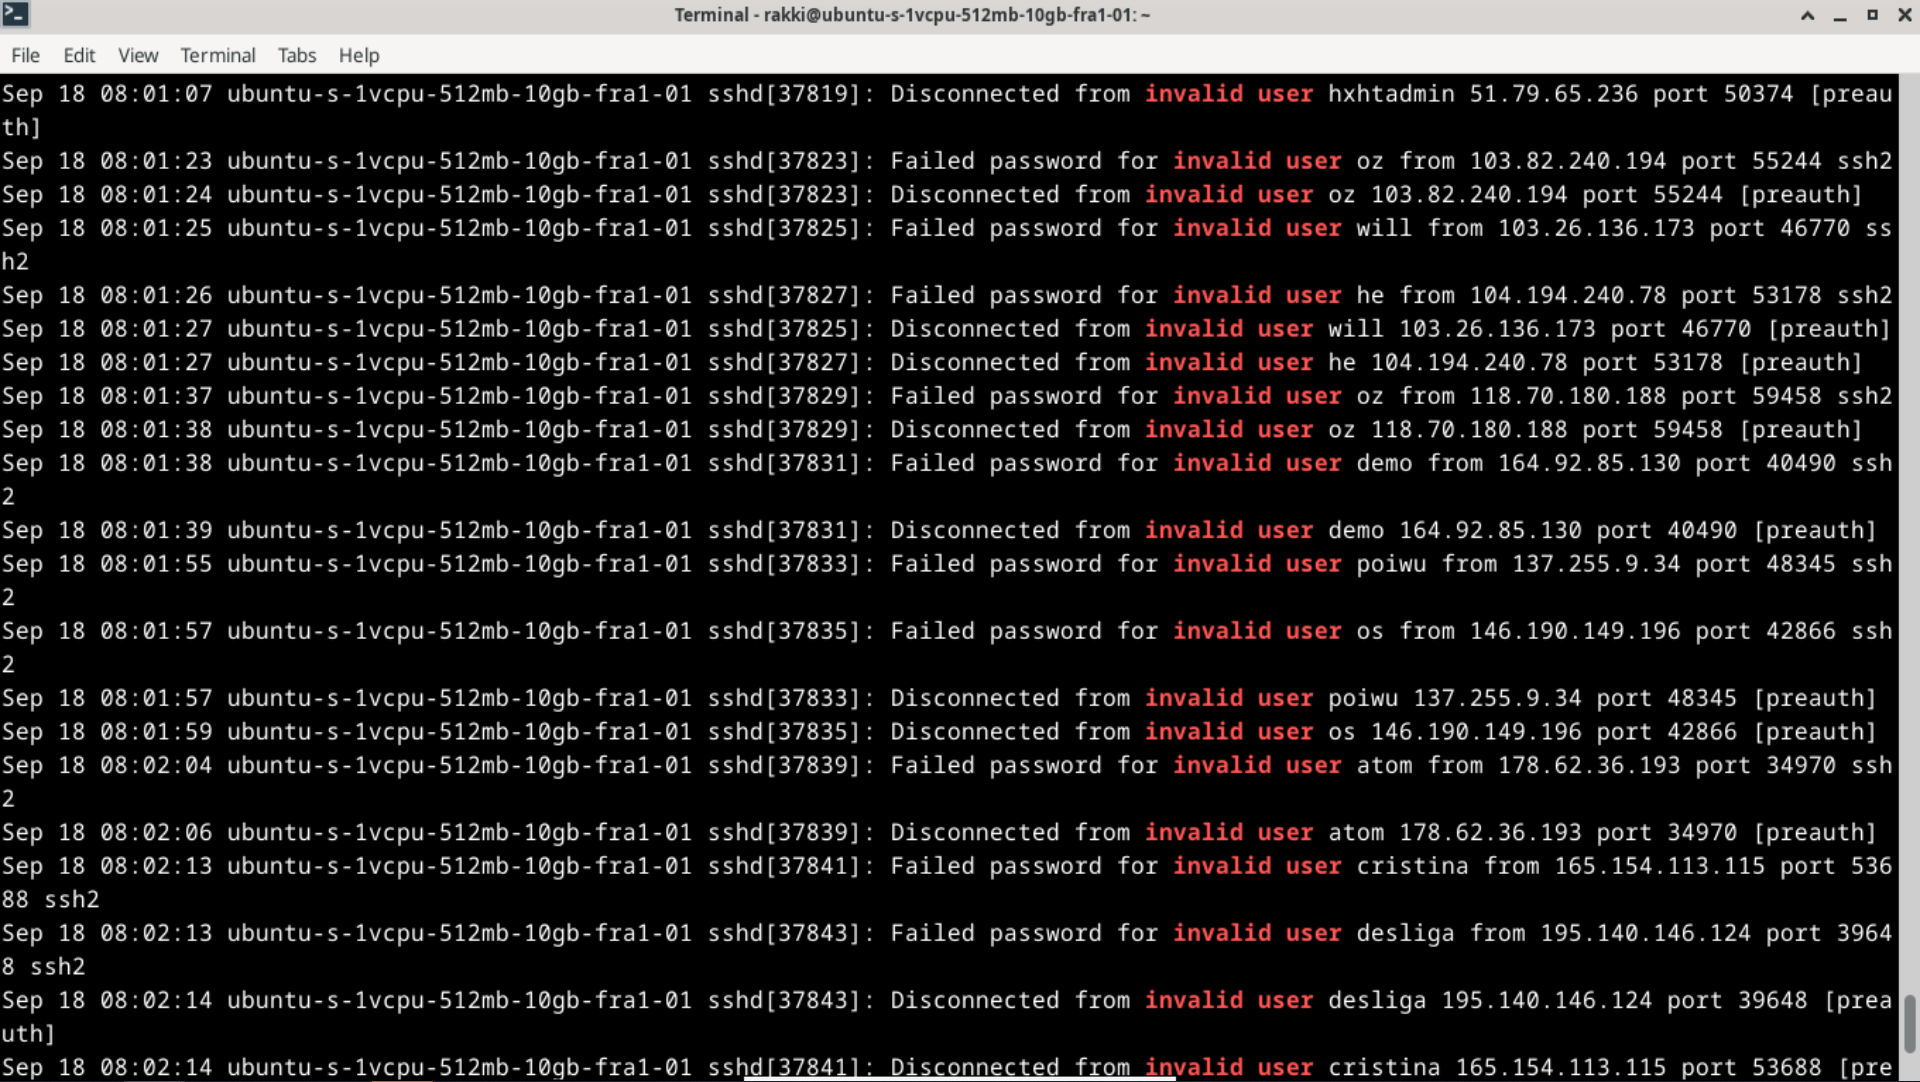 Terminal - rakki@ubuntu-s-1vcpu-512mb-10gb-fra1-01: ~
File Edit View Terminal Tabs Help
Sep 18 08:01:07 ubuntu-s-1vcpu-512mb-10gb-fra1-01 sshd[37819]: Disconnected from invalid user hxhtadmin 51.79.65.236 port 50374 [preau
th]
Sep 18 08:01:23 ubuntu-s-1vcpu-512mb-10gb-fra1-01 sshd[37823]: Failed password for invalid user oz from 103.82.240.194 port 55244 ssh2
Sep 18 08:01:24 ubuntu-s-1vcpu-512mb-10gb-fra1-01 sshd[37823]: Disconnected from invalid user oz 103.82.240.194 port 55244 [preauth]
Sep 18 08:01:25 ubuntu-s-1vcpu-512mb-10gb-fra1-01 sshd[37825]: Failed password for invalid user will from 103.26.136.173 port 46770 ss
h2
Sep 18 08:01:26 ubuntu-s-1vcpu-512mb-10gb-fra1-01 sshd[37827]: Failed password for invalid user he from 104.194.240.78 port 53178 ssh2
Sep 18 08:01:27 ubuntu-s-1vcpu-512mb-10gb-fra1-01 sshd[37825]: Disconnected from invalid user will 103.26.136.173 port 46770 [preauth]
Sep 18 08:01:27 ubuntu-s-1vcpu-512mb-10gb-fra1-01 sshd[37827]: Disconnected from invalid user he 104.194.240.78 port 53178 [preauth]
Sep 18 08:01:37 ubuntu-s-1vcpu-512mb-10gb-fra1-01 sshd[37829]: Failed password for invalid user oz from 118.70.180.188 port 59458 ssh2
Sep 18 08:01:38 ubuntu-s-1vcpu-512mb-10gb-fra1-01 sshd[37829]: Disconnected from invalid user oz 118.70.180.188 port 59458 [preauth]
Sep 18 08:01:38 ubuntu-s-1vcpu-512mb-10gb-fra1-01 sshd[37831]: Failed password for invalid user demo from 164.92.85.130 port 40490 ssh
2
Sep 18 08:01:39 ubuntu-s-1vcpu-512mb-10gb-fra1-01 sshd[37831]: Disconnected from invalid user demo 164.92.85.130 port 40490 [preauth]
Sep 18 08:01:55 ubuntu-s-1vcpu-512mb-10gb-fra1-01 sshd[37833]: Failed password for invalid user poiwu from 137.255.9.34 port 48345 ssh
2
Sep 18 08:01:57 ubuntu-s-1vcpu-512mb-10gb-fra1-01 sshd[37835]: Failed password for invalid user os from 146.190.149.196 port 42866 ssh
2
Sep 18 08:01:57 ubuntu-s-1vcpu-512mb-10gb-fra1-01 sshd[37833]: Disconnected from invalid user poiwu 137.255.9.34 port 48345 [preauth]
Sep 18 08:01:59 ubuntu-s-1vcpu-512mb-10gb-fra1-01 sshd[37835]: Disconnected from invalid user os 146.190.149.196 port 42866 [preauth]
Sep 18 08:02:04 ubuntu-s-1vcpu-512mb-10gb-fra1-01 sshd[37839]: Failed password for invalid user atom from 178.62.36.193 port 34970 ssh
2
Sep 18 08:02:06 ubuntu-s-1vcpu-512mb-10gb-fra1-01 sshd[37839]: Disconnected from invalid user atom 178.62.36.193 port 34970 [preauth]
Sep 18 08:02:13 ubuntu-s-1vcpu-512mb-10gb-fra1-01 sshd[37841]: Failed password for invalid user cristina from 165.154.113.115 port 536
88 ssh2
Sep 18 08:02:13 ubuntu-s-1vcpu-512mb-10gb-fra1-01 sshd[37843]: Failed password for invalid user desliga from 195.140.146.124 port 3964
8 ssh2
Sep 18 08:02:14 ubuntu-s-1vcpu-512mb-10gb-fra1-01 sshd[37843]: Disconnected from invalid user desliga 195.140.146.124 port 39648 [prea
uth]
Sep 18 08:02:14 ubuntu-s-1vcpu-512mb-10gb-fra1-01 sshd[37841]: Disconnected from invalid user cristina 165.154.113.115 port 53688 [pre